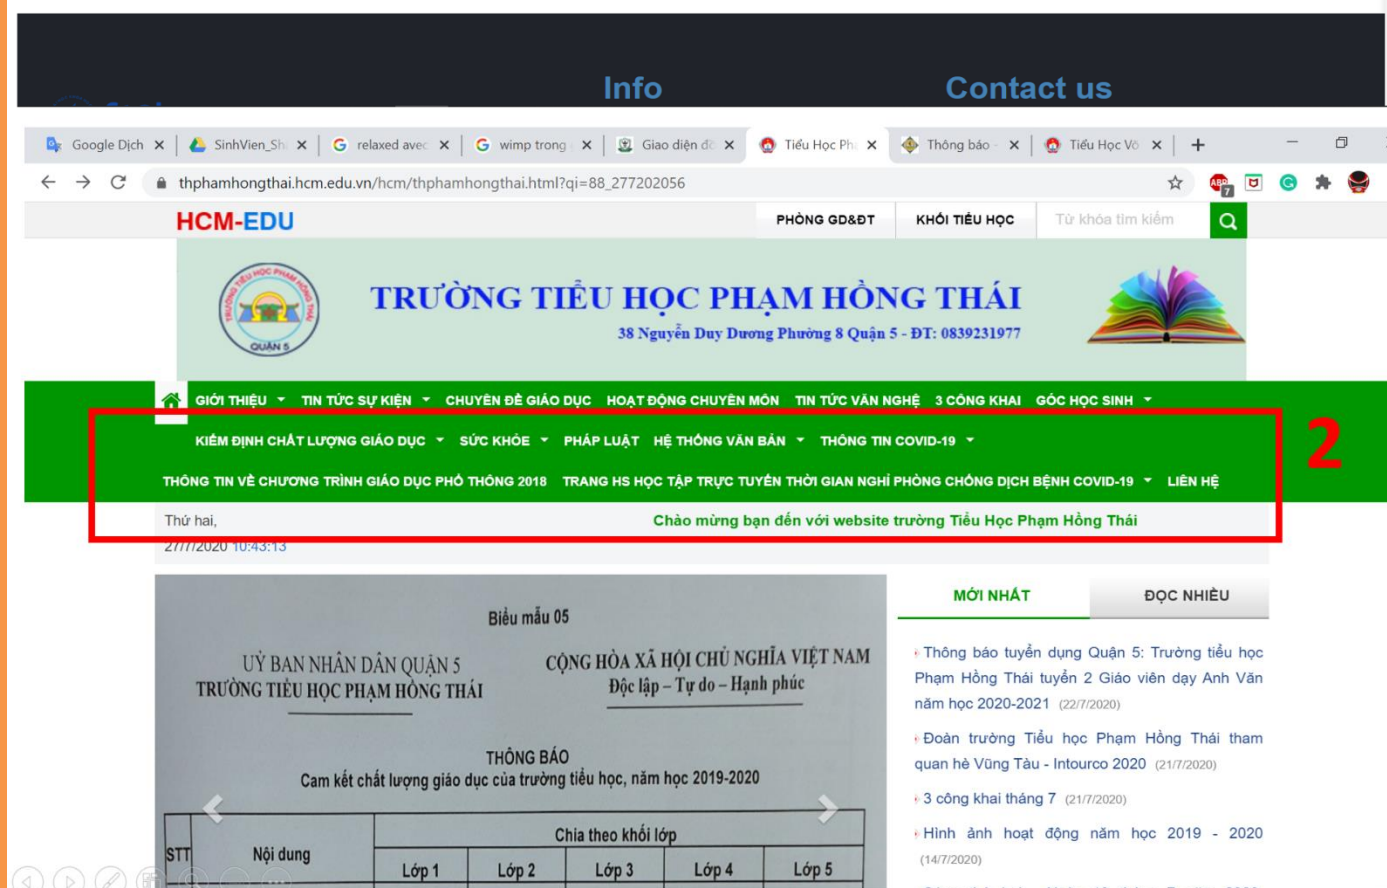 Info Contact us
Google Dịch SinhVien_Sh relaxed avec wimp trong Giao diện đồ Tiểu Học Ph Thông báo - Tiểu Học Võ
thphamhongthai.hcm.edu.vn/hcm/thphamhongthai.html?qi=88_277202056
ABP 7
HCM-EDU PHÒNG GD&ĐT KHỐI TIỂU HỌC Từ khóa tìm kiếm
TRƯỜNG TIỂU HỌC PHẠM HỒNG THÁI
QUẬN 5
TRƯỜNG TIỂU HỌC PHẠM HỒNG THÁI
38 Nguyễn Duy Dương Phường 8 Quận 5 - ĐT: 0839231977
GIỚI THIỆU TIN TỨC SỰ KIỆN CHUYÊN ĐỀ GIÁO DỤC HOẠT ĐỘNG CHUYÊN MÔN TIN TỨC VĂN NGHỆ 3 CÔNG KHAI GÓC HỌC SINH
KIỂM ĐỊNH CHẤT LƯỢNG GIÁO DỤC SỨC KHỎE PHÁP LUẬT HỆ THỐNG VĂN BẢN THÔNG TIN COVID-19
2
THÔNG TIN VỀ CHƯƠNG TRÌNH GIÁO DỤC PHỔ THÔNG 2018 TRANG HS HỌC TẬP TRỰC TUYẾN THỜI GIAN NGHỈ PHÒNG CHỐNG DỊCH BỆNH COVID-19 LIÊN HỆ
Thứ hai, Chào mừng bạn đến với website trường Tiểu Học Phạm Hồng Thái
27/7/2020 10:43:13
Biểu mẫu 05
UỶ BAN NHÂN DÂN QUẬN 5 CỘNG HÒA XÃ HỘI CHỦ NGHĨA VIỆT NAM
TRƯỜNG TIỂU HỌC PHẠM HỒNG THÁI Độc lập – Tự do – Hạnh phúc
THÔNG BÁO
Cam kết chất lượng giáo dục của trường tiểu học, năm học 2019-2020
STT Nội dung Chia theo khối lớp
Lớp 1 Lớp 2 Lớp 3 Lớp 4 Lớp 5
MỚI NHẤT ĐỌC NHIỀU
Thông báo tuyển dụng Quận 5: Trường tiểu học
Phạm Hồng Thái tuyển 2 Giáo viên dạy Anh Văn
năm học 2020-2021 (22/7/2020)
Đoàn trường Tiểu học Phạm Hồng Thái tham
quan hè Vũng Tàu - Intourco 2020 (21/7/2020)
3 công khai tháng 7 (21/7/2020)
Hình ảnh hoạt động năm học 2019 - 2020
(14/7/2020)